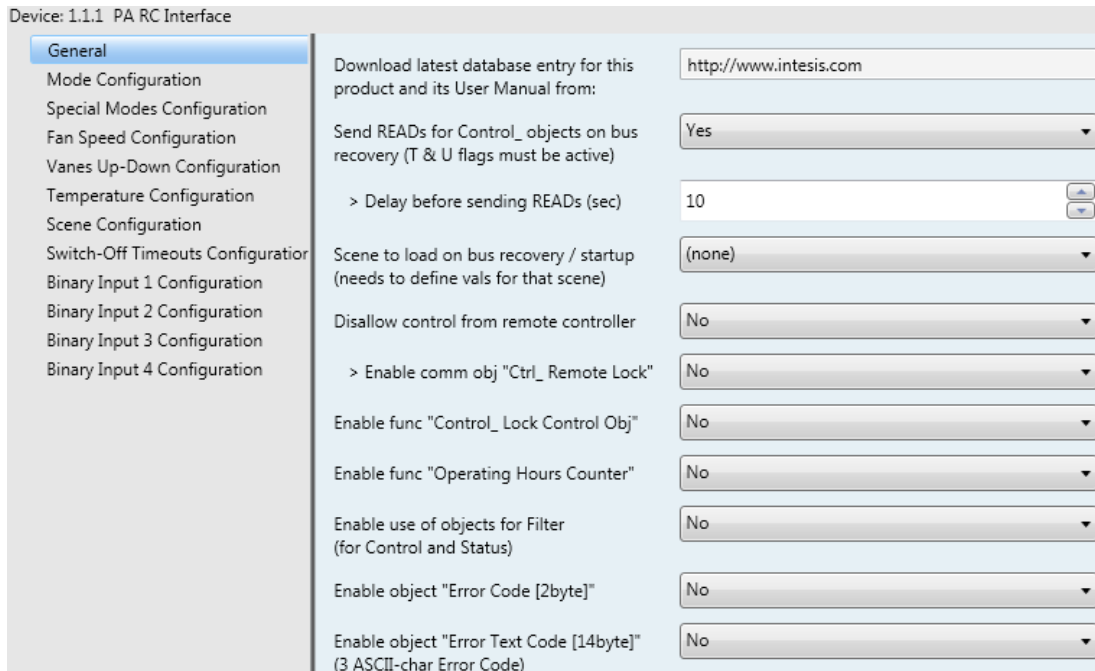 Device: 1.1.1 PA RC Interface
General
Mode Configuration
Special Modes Configuration
Fan Speed Configuration
Vanes Up-Down Configuration
Temperature Configuration
Scene Configuration
Switch-Off Timeouts Configuration
Binary Input 1 Configuration
Binary Input 2 Configuration
Binary Input 3 Configuration
Binary Input 4 Configuration
Download latest database entry for this
product and its User Manual from:
http://www.intesis.com
Send READs for Control_ objects on bus
recovery (T & U flags must be active)
Yes
> Delay before sending READs (sec)
10
Scene to load on bus recovery / startup
(needs to define vals for that scene)
(none)
Disallow control from remote controller
No
> Enable comm obj "Ctrl_ Remote Lock"
No
Enable func "Control_ Lock Control Obj"
No
Enable func "Operating Hours Counter"
No
Enable use of objects for Filter
(for Control and Status)
No
Enable object "Error Code [2byte]"
No
Enable object "Error Text Code [14byte]"
(3 ASCII-char Error Code)
No